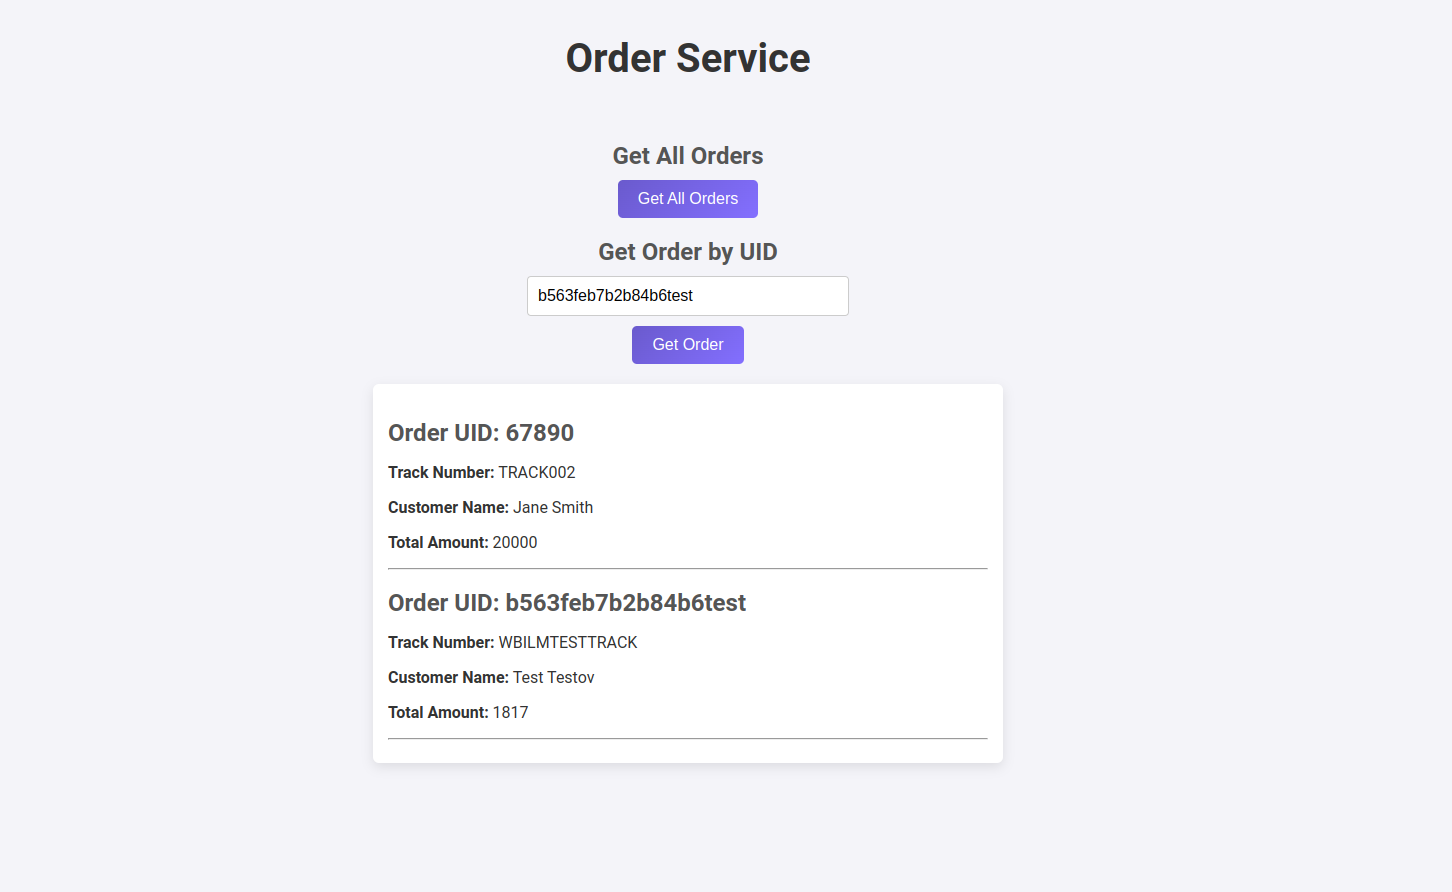 Order Service
Get All Orders
Get All Orders
Get Order by UID
b563feb7b2b84b6test
Get Order
Order UID: 67890
Track Number: TRACK002
Customer Name: Jane Smith
Total Amount: 20000
Order UID: b563feb7b2b84b6test
Track Number: WBILMTESTTRACK
Customer Name: Test Testov
Total Amount: 1817